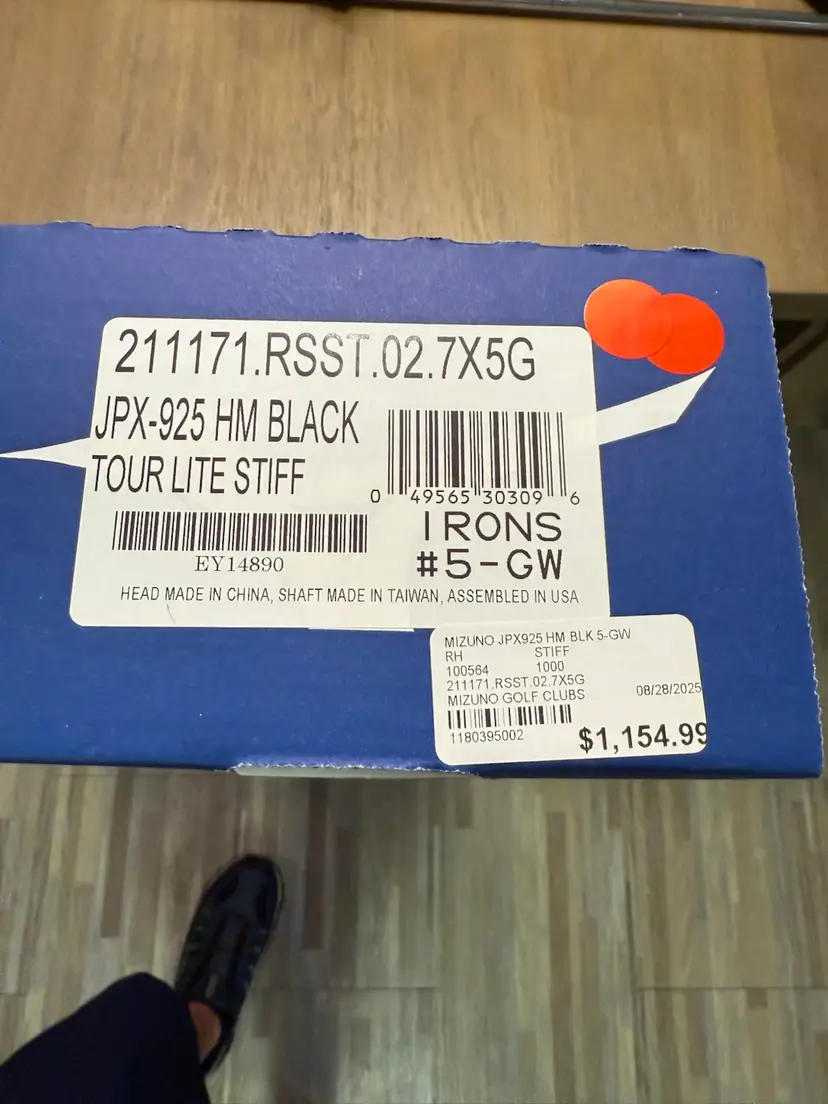 211171.RSST.02.7X5G
JPX-925 HM BLACK
TOUR LITE STIFF
0 49565 30309 6
EY14890
IRONS
#5-GW
HEAD MADE IN CHINA, SHAFT MADE IN TAIWAN, ASSEMBLED IN USA
MIZUNO JPX925 HM BLK 5-GW
RH STIFF
100564 1000
211171.RSST.02.7X5G
MIZUNO GOLF CLUBS 08/28/2025
1180395002 $1,154.99